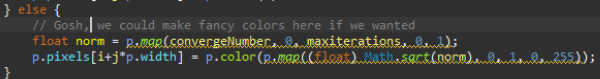 } else {
// Gosh, we could make fancy colors here if we wanted
float norm = p.map(convergeNumber, 0, maxiterations, 0, 1);
p.pixels[i+j*p.width] = p.color(p.map((float) Math.sqrt(norm), 0, 1, 0, 255));
}